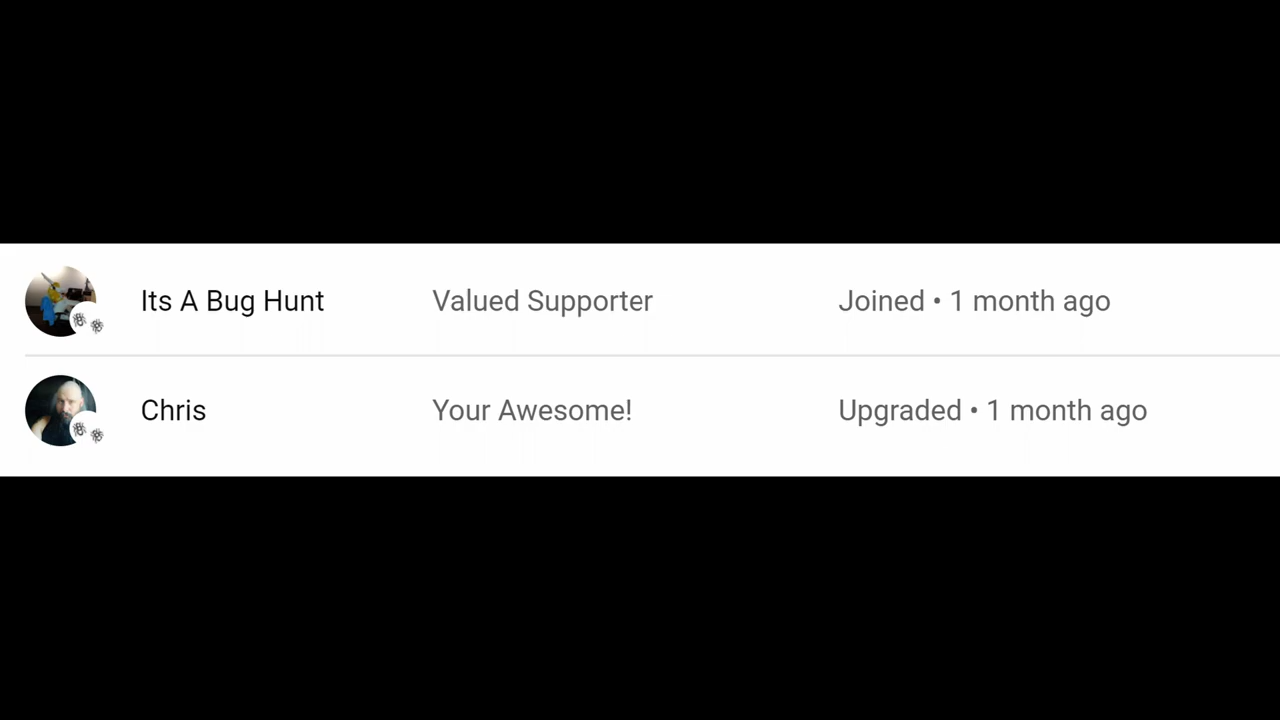 Its A Bug Hunt Valued Supporter Joined • 1 month ago
Chris Your Awesome! Upgraded • 1 month ago